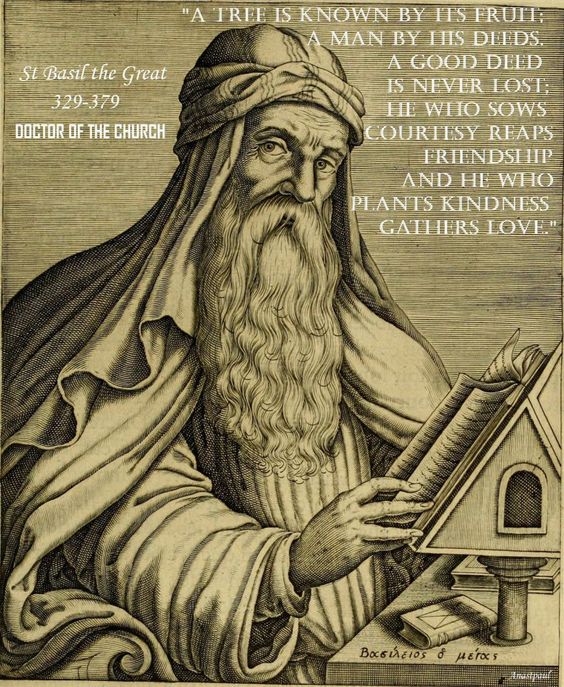 "A TREE IS KNOWN BY ITS FRUIT;
A MAN BY HIS DEEDS.
A GOOD DEED
IS NEVER LOST;
HE WHO SOWS
COURTESY REAPS
FRIENDSHIP
AND HE WHO
PLANTS KINDNESS
GATHERS LOVE."
St Basil the Great
329-379
DOCTOR OF THE CHURCH
Βασίλειος ὁ μέγας
Anastpaul